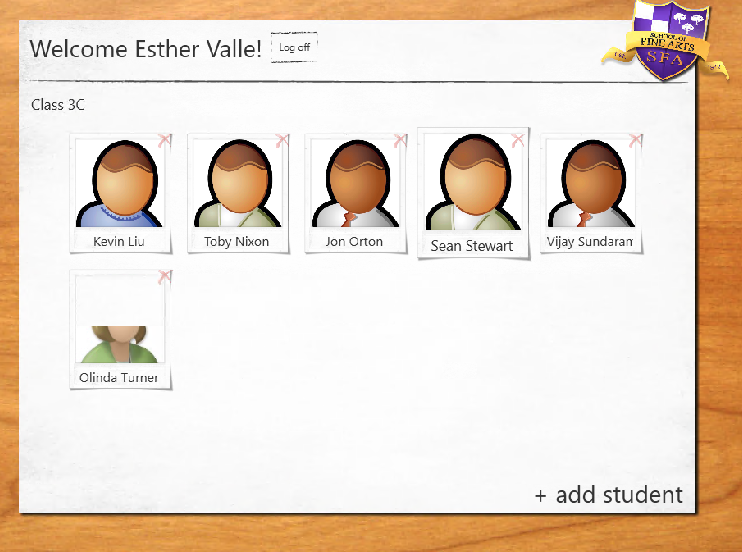 Welcome Esther Valle!
Log off
SCHOOL OF
FINE ARTS
SFA
Class 3C
Kevin Liu
Toby Nixon
Jon Orton
Sean Stewart
Vijay Sundaram
Olinda Turner
+ add student